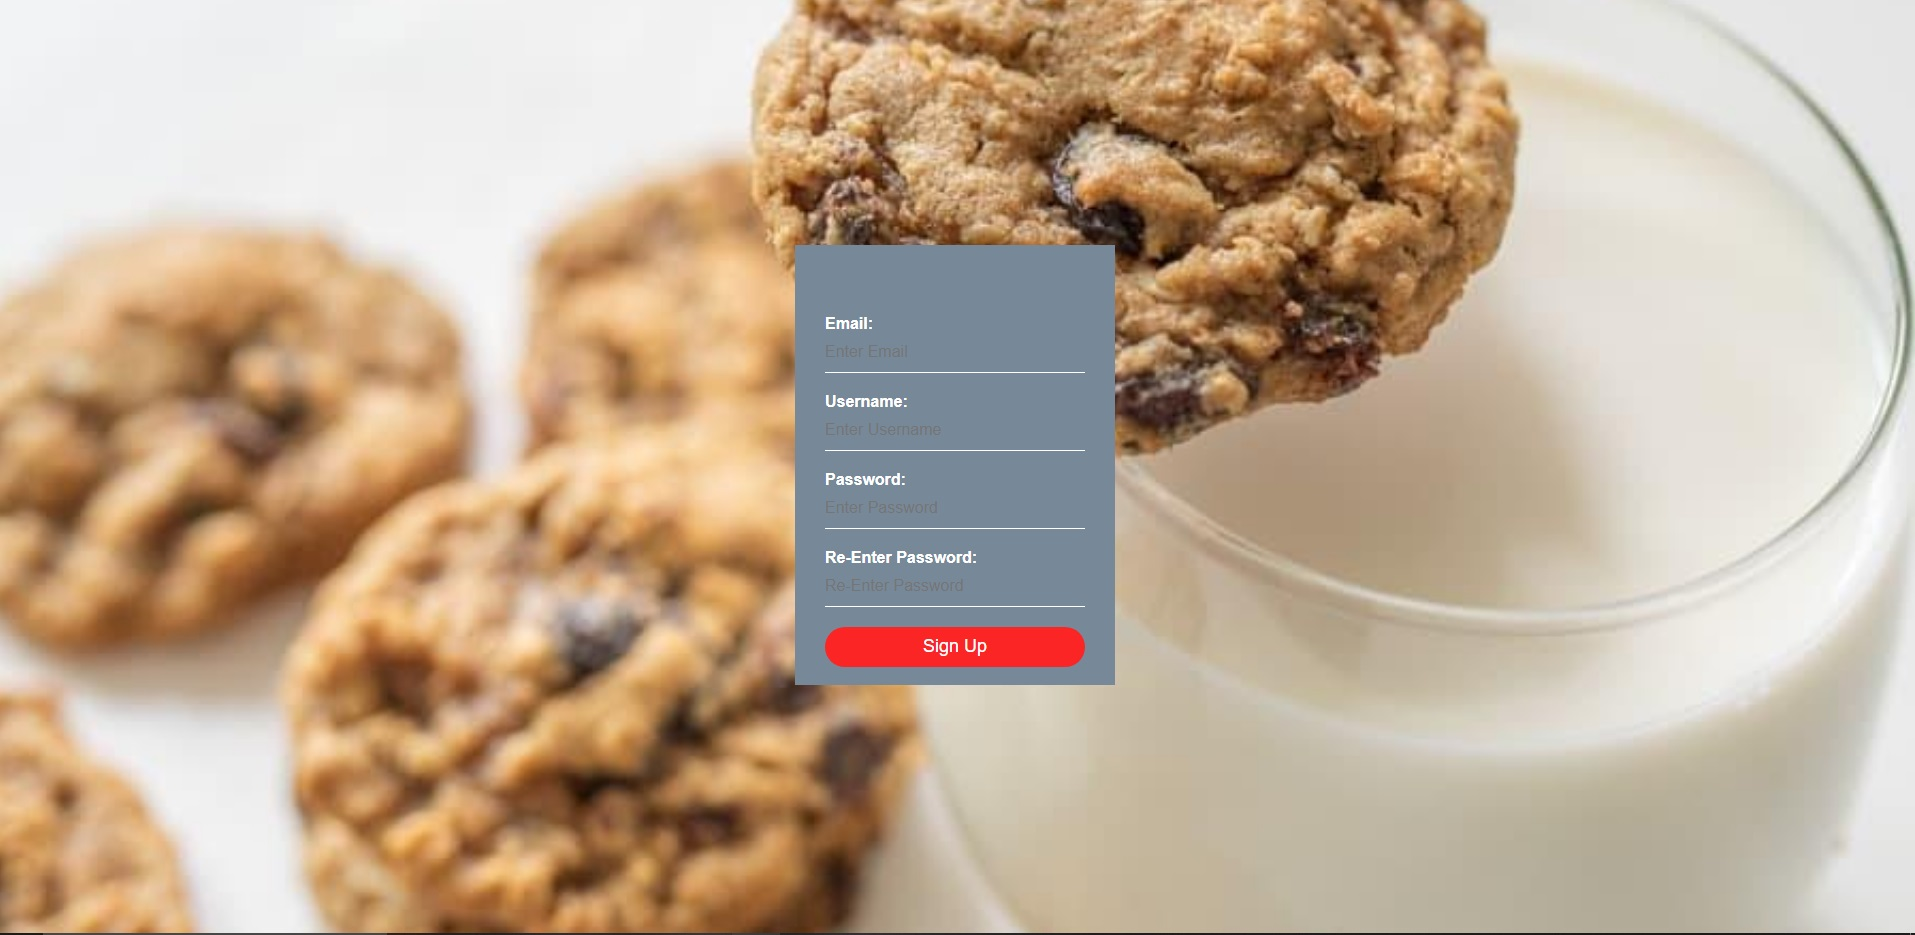 Email:
Enter Email
Username:
Enter Username
Password:
Enter Password
Re-Enter Password:
Re-Enter Password
Sign Up